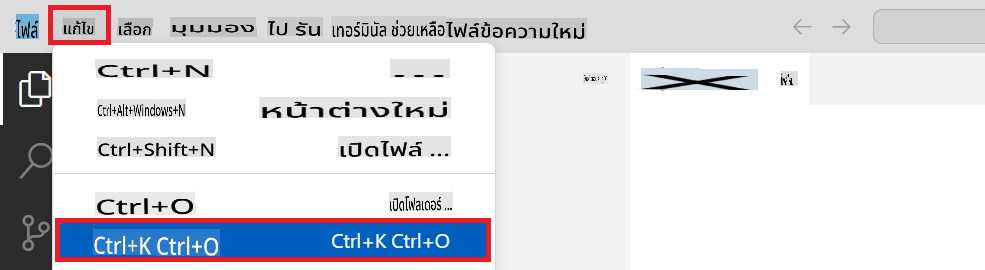 ไฟล์ แก้ไข เลือก มุมมอง ไป รัน เทอร์มินัล ช่วยเหลือไฟล์ข้อความใหม่
Ctrl+N ...
Ctrl+Alt+Windows+N หน้าต่างใหม่
Ctrl+Shift+N เปิดไฟล์ ...
Ctrl+O เปิดโฟลเดอร์ ...
Ctrl+K Ctrl+O Ctrl+K Ctrl+O